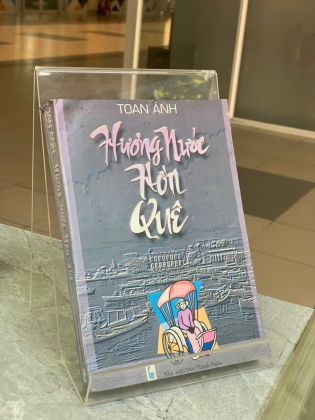 TOAN ÁNH
Hương Nước
Hồn
Quê
Nhà xuất bản Thanh Niên